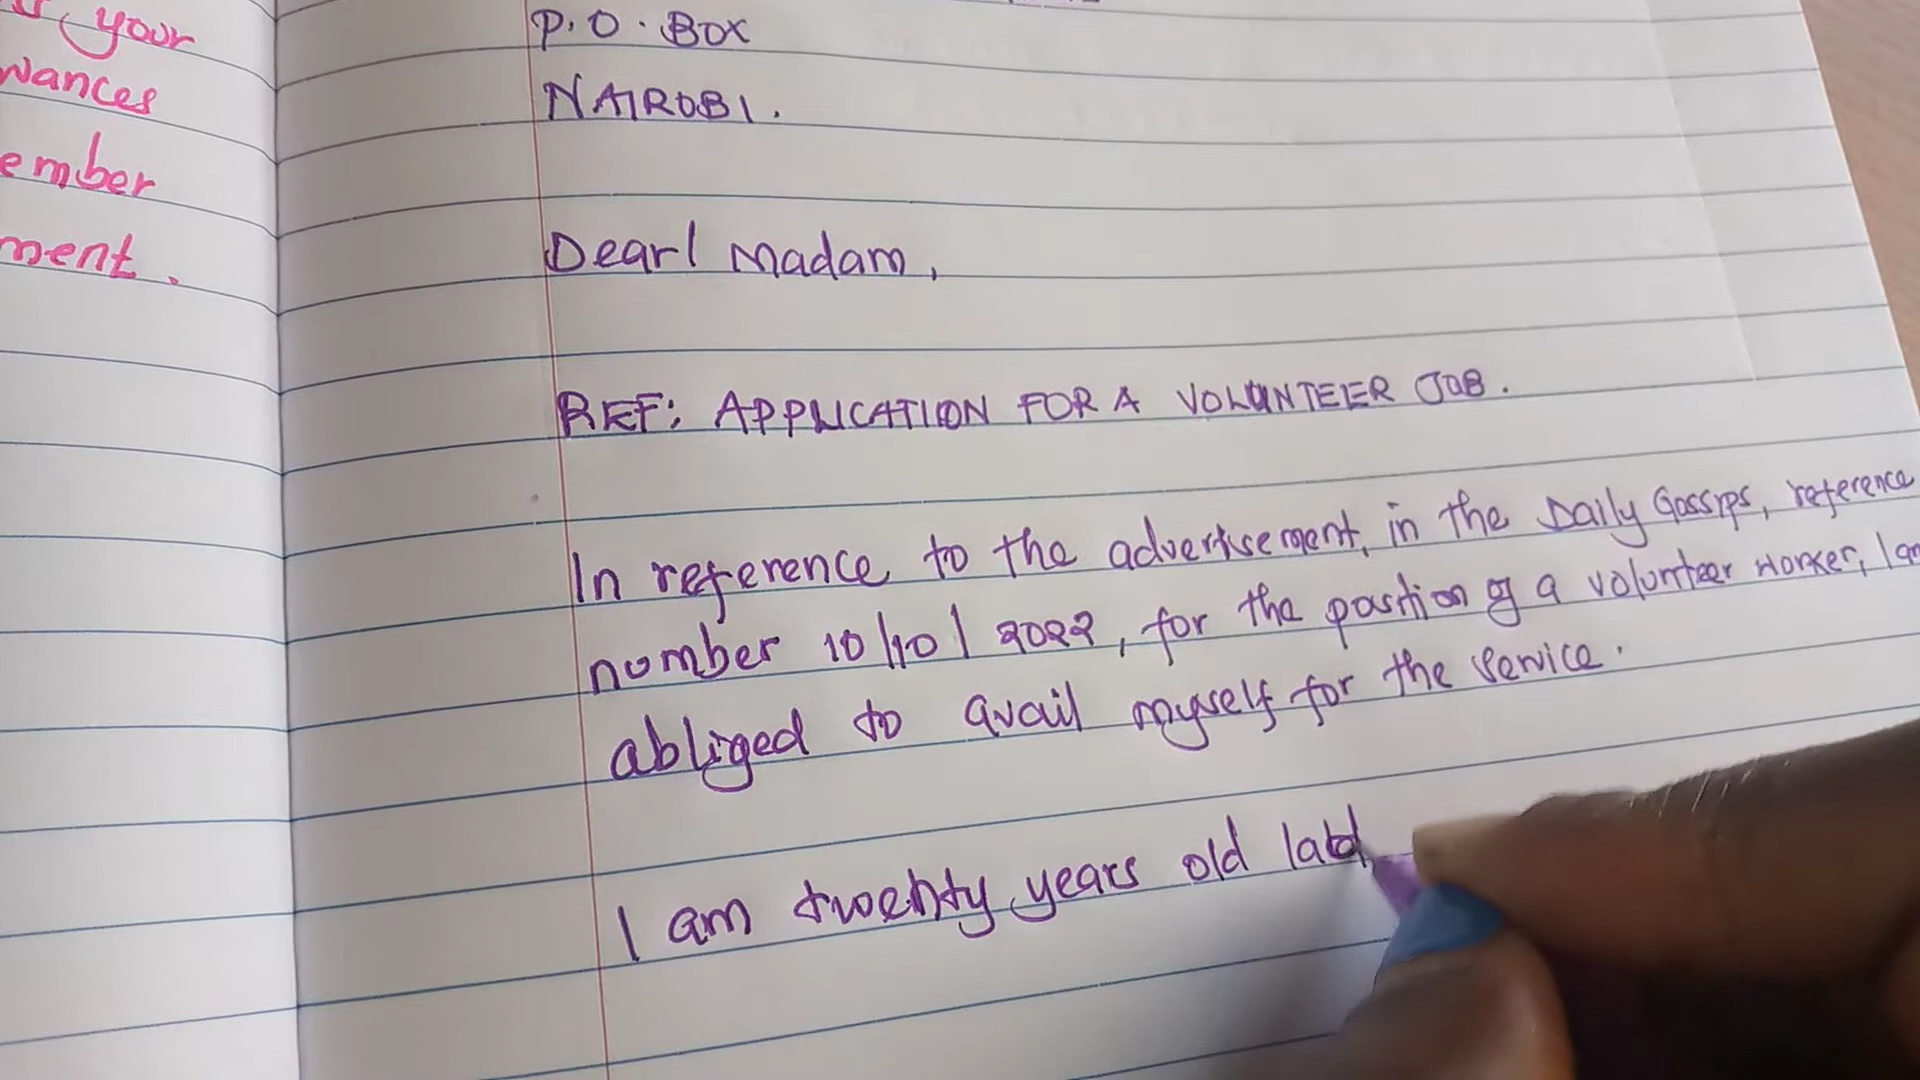 your
wances
ember
ment.
P.O. Box
NAIROBI.
Dearl Madam,
REF: APPLICATION FOR A VOLUNTEER JOB.
In reference to the advertisement, in the Daily Gossips, reference
number 10/10/2022, for the position of a volunteer worker, I am
abliged to avail myself for the service.
I am twenty years old lad